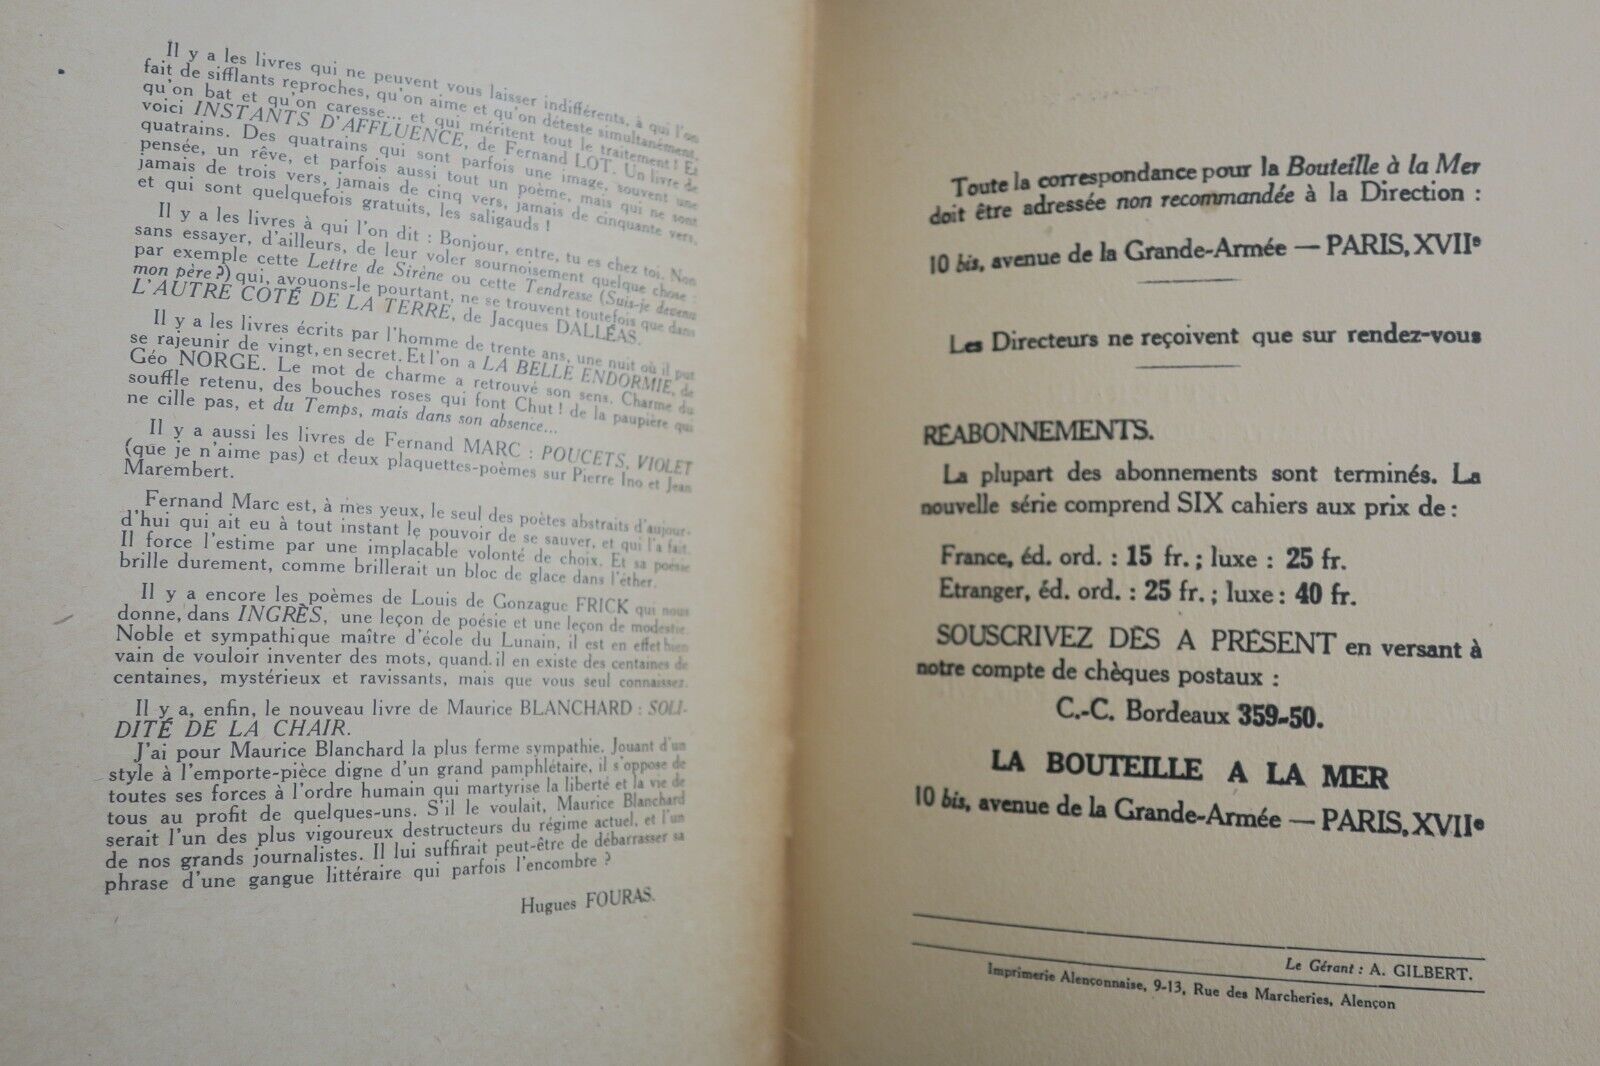 Il y a les livres qui ne peuvent vous laisser indifférents, à qui l'on
fait de sifflants reproches, qu'on aime et qu'on déteste simultanément,
qu'on bat et qu'on caresse... et qui méritent tout le traitement ! Et
voici INSTANTS D'AFFLUENCE, de Fernand LOT. Un livre de
quatrains. Des quatrains qui sont parfois une image, souvent une
pensée, un rêve, et parfois aussi tout un poème, mais qui ne sont
jamais de trois vers, jamais de cinq vers, jamais de cinquante vers,
et qui sont quelquefois gratuits, les saligauds !
Il y a les livres à qui l'on dit : Bonjour, entre, tu es chez toi. Non
sans essayer, d'ailleurs, de leur voler sournoisement quelque chose :
par exemple cette Lettre de Sirène ou cette Tendresse (Suis-je devenu
mon père ?) qui, avouons-le pourtant, ne se trouvent toutefois que dans
L'AUTRE COTÉ DE LA TERRE, de Jacques DALLÉAS.
Il y a les livres écrits par l'homme de trente ans, une nuit où il put
se rajeunir de vingt, en secret. Et l'on a LA BELLE ENDORMIE, de
Géo NORGE. Le mot de charme a retrouvé son sens. Charme du
souffle retenu, des bouches roses qui font Chut ! de la paupière qui
ne cille pas, et du Temps, mais dans son absence...
Il y a aussi les livres de Fernand MARC : POUCETS, VIOLET
(que je n'aime pas) et deux plaquettes-poèmes sur Pierre Ino et Jean
Marembert.
Fernand Marc est, à mes yeux, le seul des poètes abstraits d'aujour-
d'hui qui ait eu à tout instant le pouvoir de se sauver, et qui l'a fait.
Il force l'estime par une implacable volonté de choix. Et sa poésie
brille durement, comme brillerait un bloc de glace dans l'éther.
Il y a encore les poèmes de Louis de Gonzague FRICK qui nous
donne, dans INGRÈS, une leçon de poésie et une leçon de modestie.
Noble et sympathique maître d'école du Lunain, il est en effet bien
vain de vouloir inventer des mots, quand il en existe des centaines de
centaines, mystérieux et ravissants, mais que vous seul connaissez.
Il y a, enfin, le nouveau livre de Maurice BLANCHARD : SOLI-
DITÉ DE LA CHAIR.
J'ai pour Maurice Blanchard la plus ferme sympathie. Jouant d'un
style à l'emporte-pièce digne d'un grand pamphlétaire, il s'oppose de
toutes ses forces à l'ordre humain qui martyrise la liberté et la vie de
tous au profit de quelques-uns. S'il le voulait, Maurice Blanchard
serait l'un des plus vigoureux destructeurs du régime actuel, et l'un
de nos grands journalistes. Il lui suffirait peut-être de débarrasser sa
phrase d'une gangue littéraire qui parfois l'encombre ?
Hugues FOURAS.
Toute la correspondance pour la Bouteille à la Mer
doit être adressée non recommandée à la Direction :
10 bis, avenue de la Grande-Armée — PARIS, XVIIe
Les Directeurs ne reçoivent que sur rendez-vous
RÉABONNEMENTS.
La plupart des abonnements sont terminés. La
nouvelle série comprend SIX cahiers aux prix de :
France, éd. ord. : 15 fr. ; luxe : 25 fr.
Etranger, éd. ord. : 25 fr. ; luxe : 40 fr.
SOUSCRIVEZ DÈS A PRÉSENT en versant à
notre compte de chèques postaux :
C.-C. Bordeaux 359-50.
LA BOUTEILLE A LA MER
10 bis, avenue de la Grande-Armée — PARIS, XVIIe
Le Gérant : A. GILBERT.
Imprimerie Alençonnaise, 9-13, Rue des Marcheries, Alençon